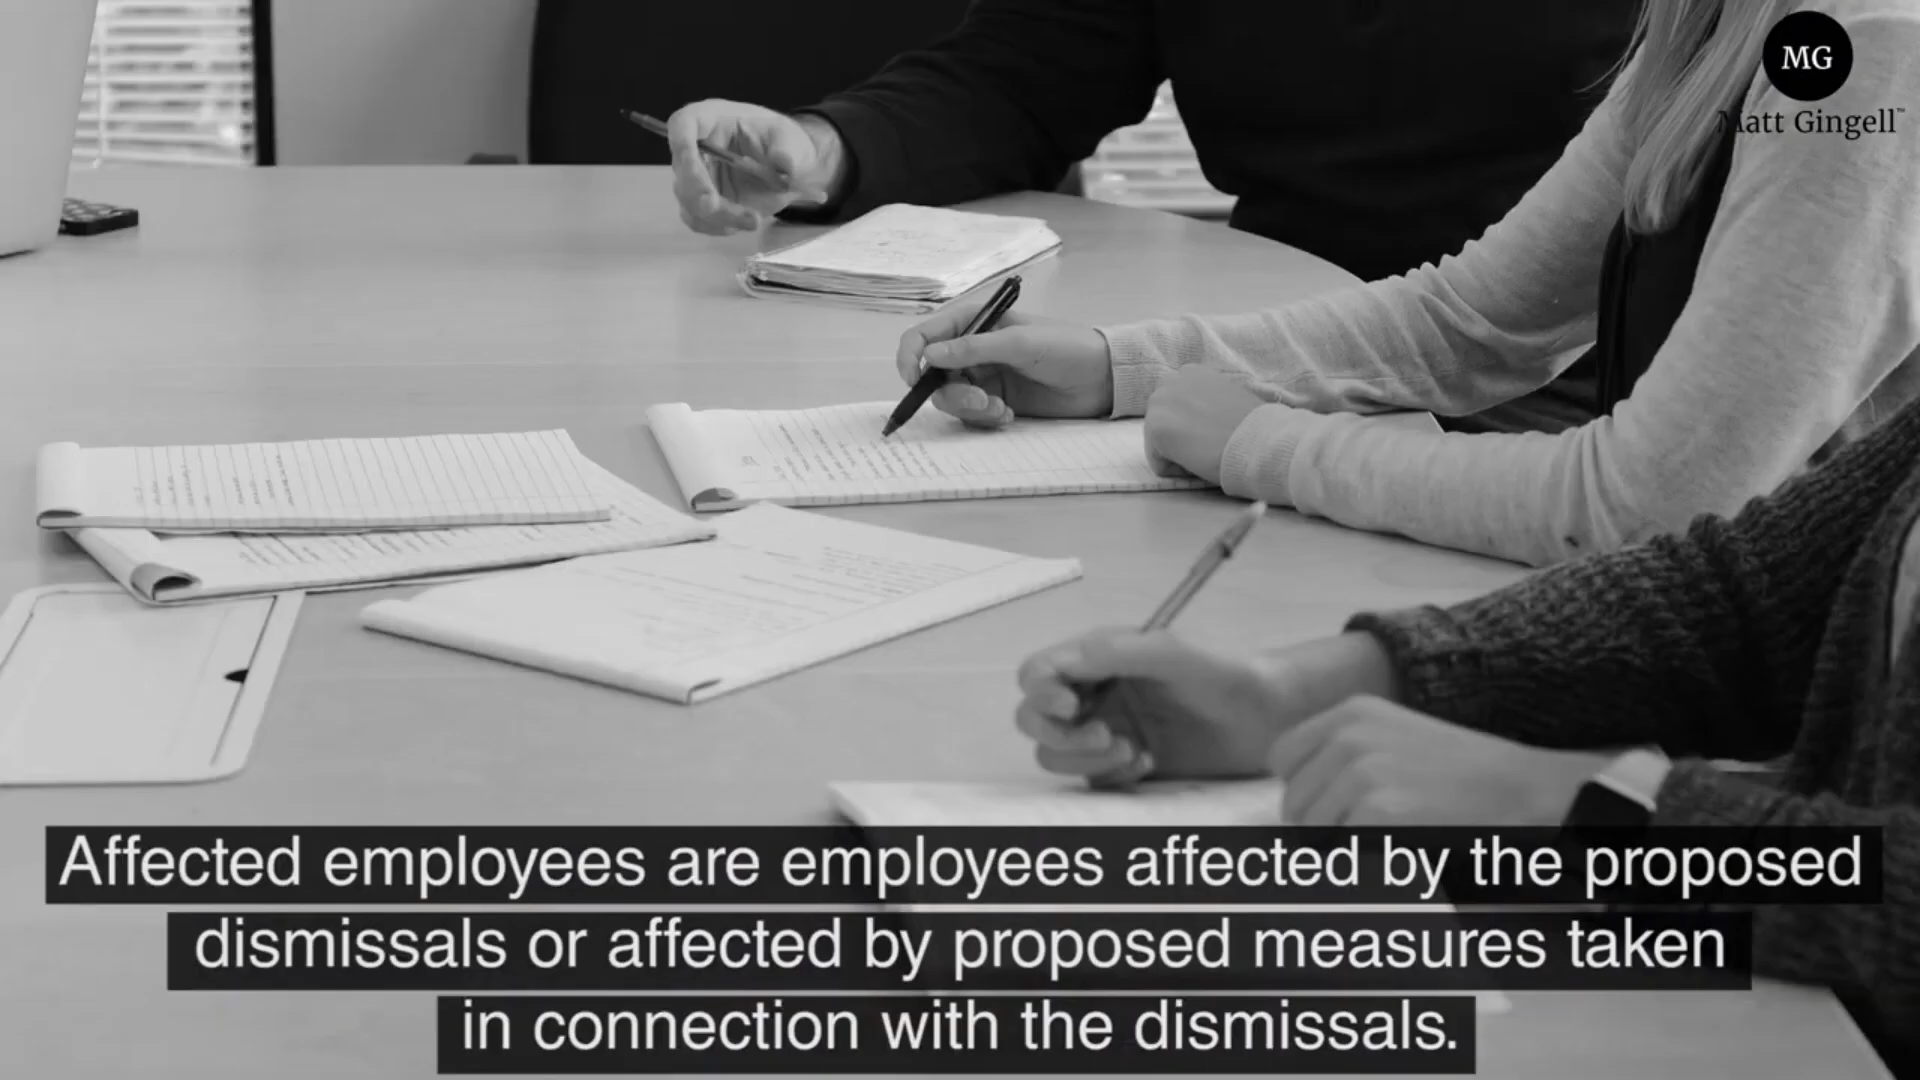 MG
Matt Gingell™
Affected employees are employees affected by the proposed
dismissals or affected by proposed measures taken
in connection with the dismissals.